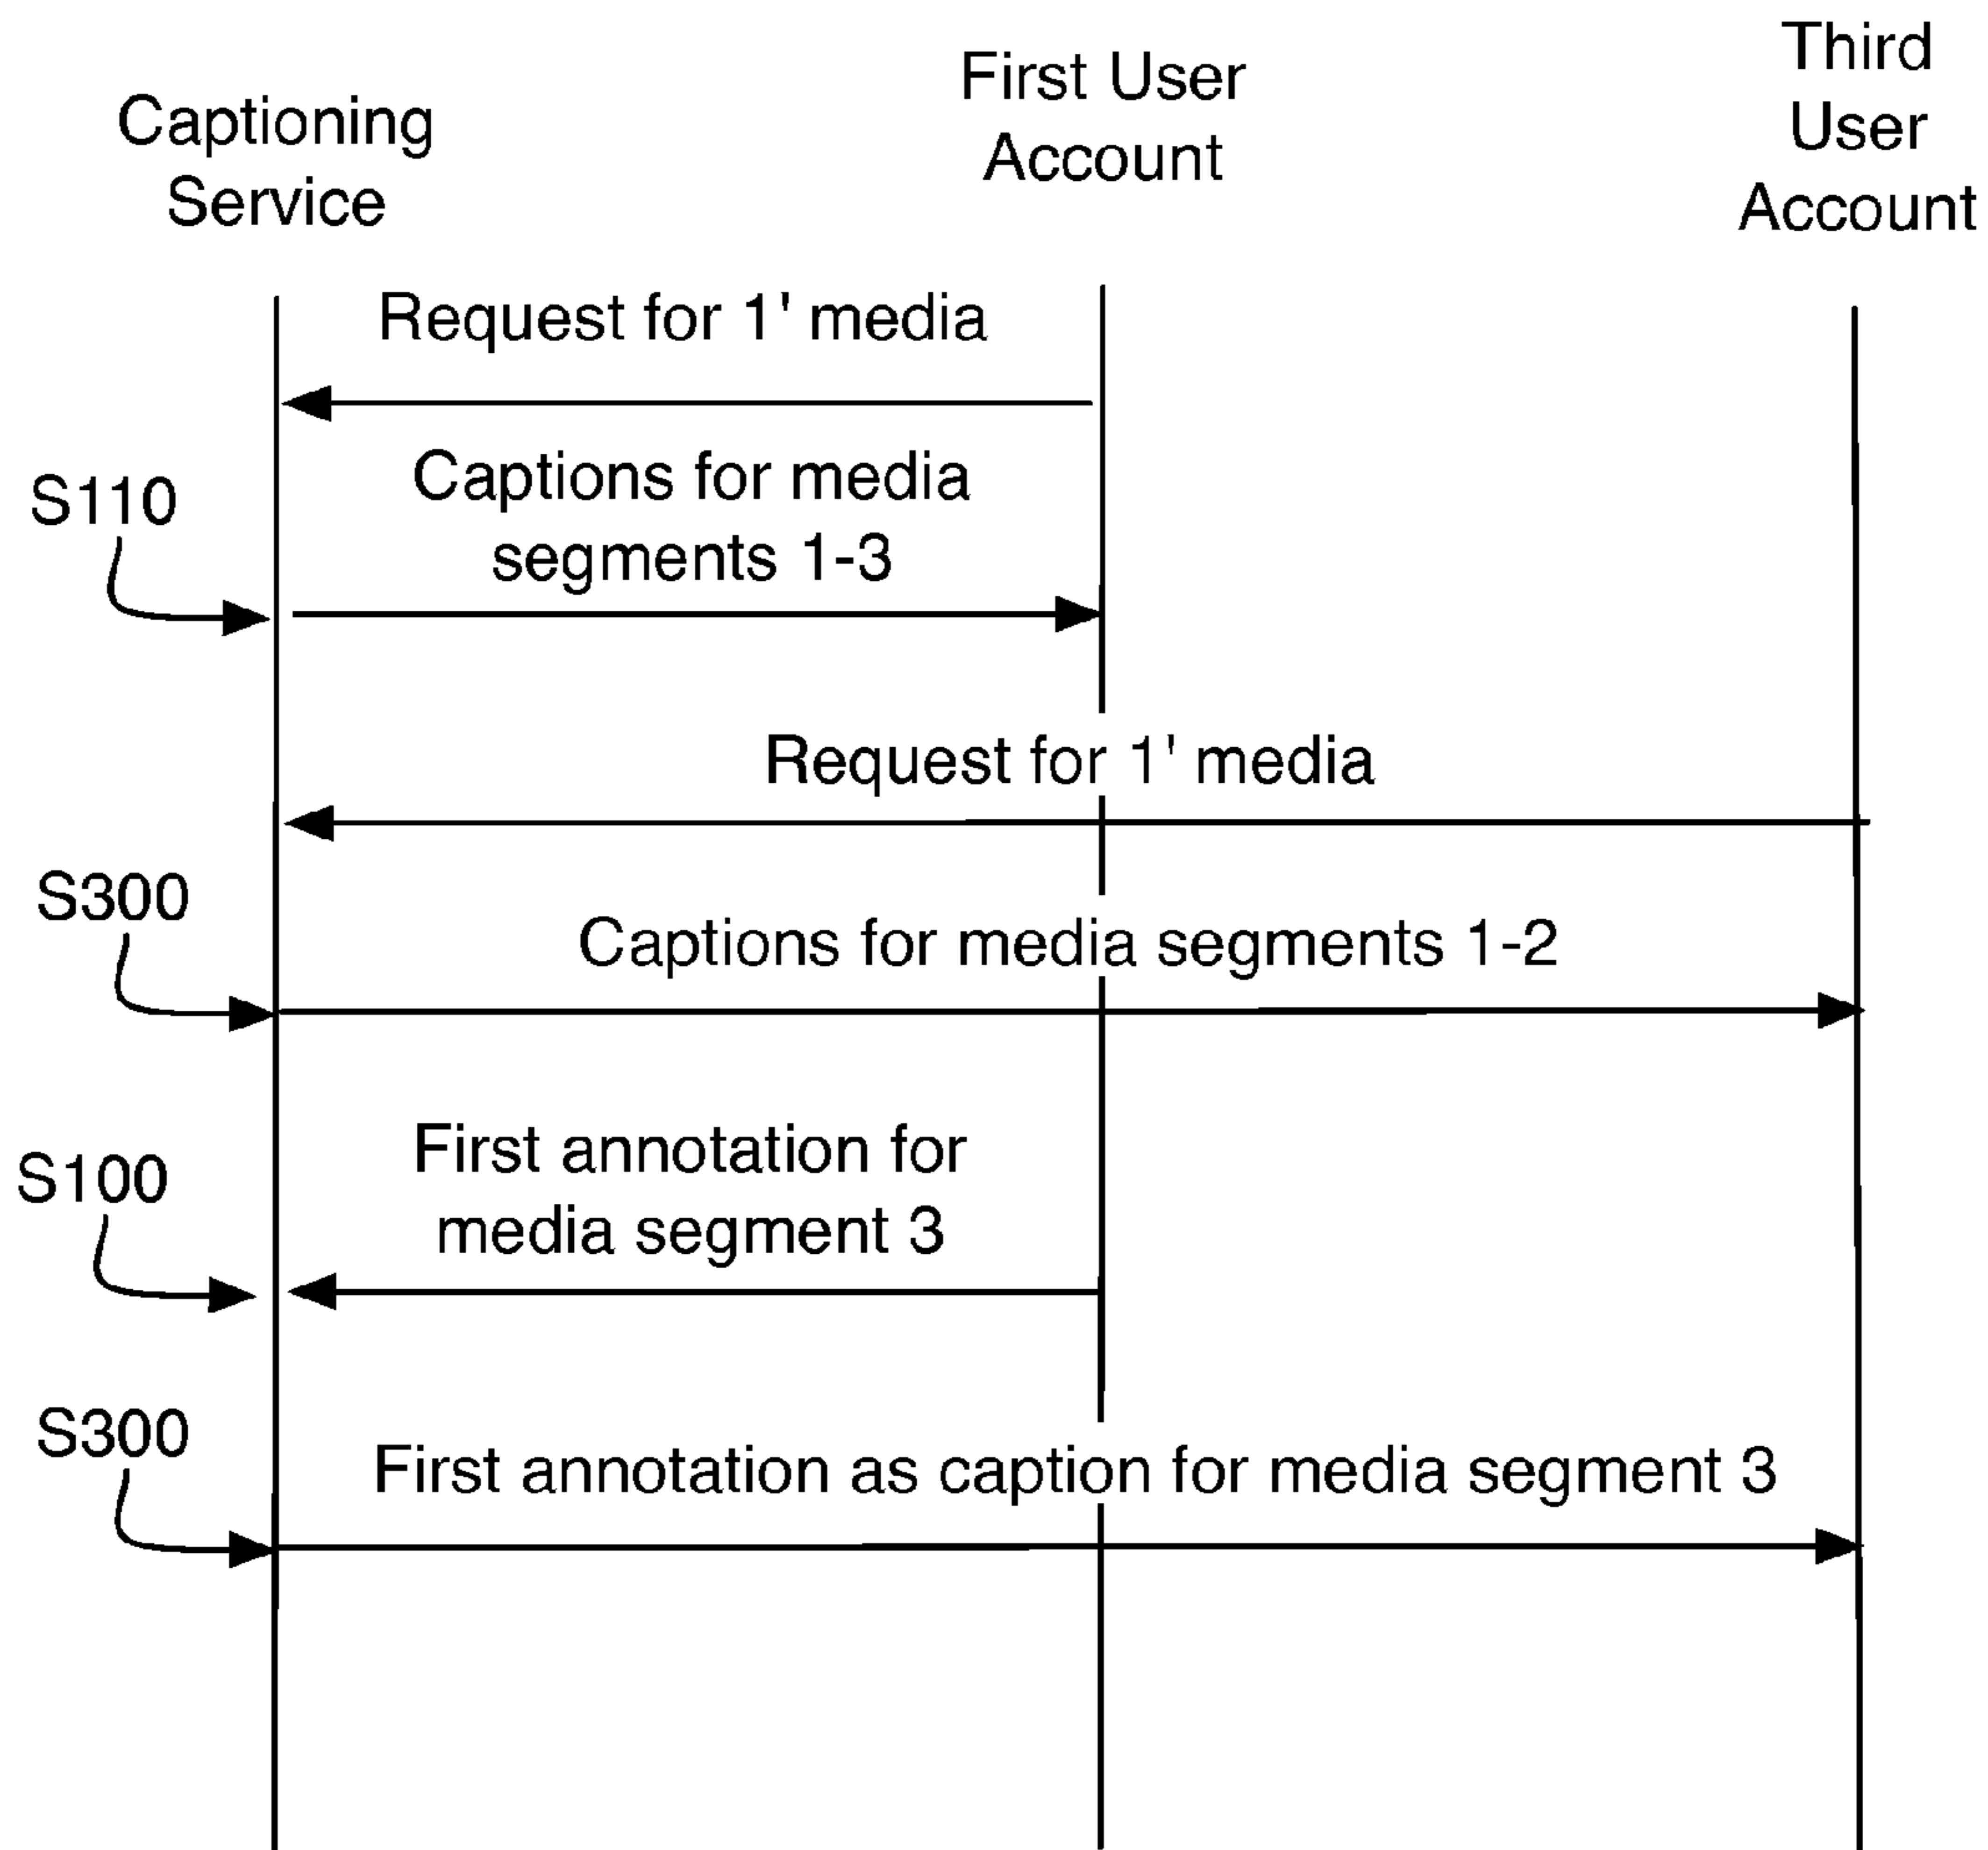 Captioning
Service
First User
Account
Third
User
Account
Request for 1' media
S110
Captions for media
segments 1-3
Request for 1' media
S300
Captions for media segments 1-2
S100
First annotation for
media segment 3
S300
First annotation as caption for media segment 3